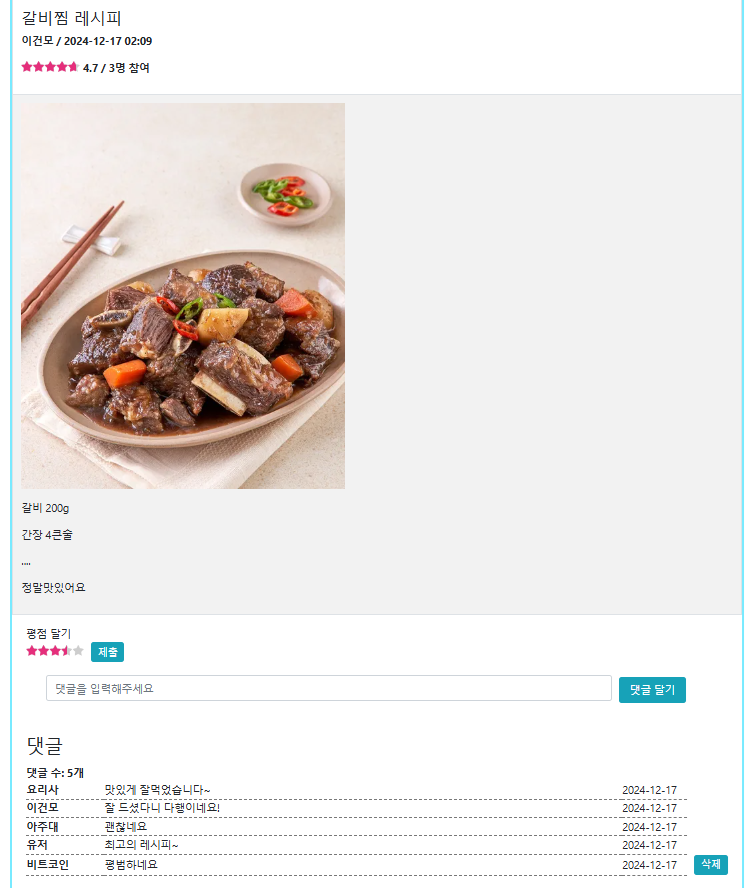 갈비찜 레시피
이건모 / 2024-12-17 02:09
4.7 / 3명 참여
갈비 200g
간장 4큰술
....
정말맛있어요
평점 달기
제출
댓글을 입력해주세요 댓글 달기
댓글
댓글 수: 5개
요리사 맛있게 잘먹었습니다~ 2024-12-17
이건모 잘 드셨다니 다행이네요! 2024-12-17
아주대 괜찮네요 2024-12-17
유저 최고의 레시피~ 2024-12-17
비트코인 평범하네요 2024-12-17 삭제